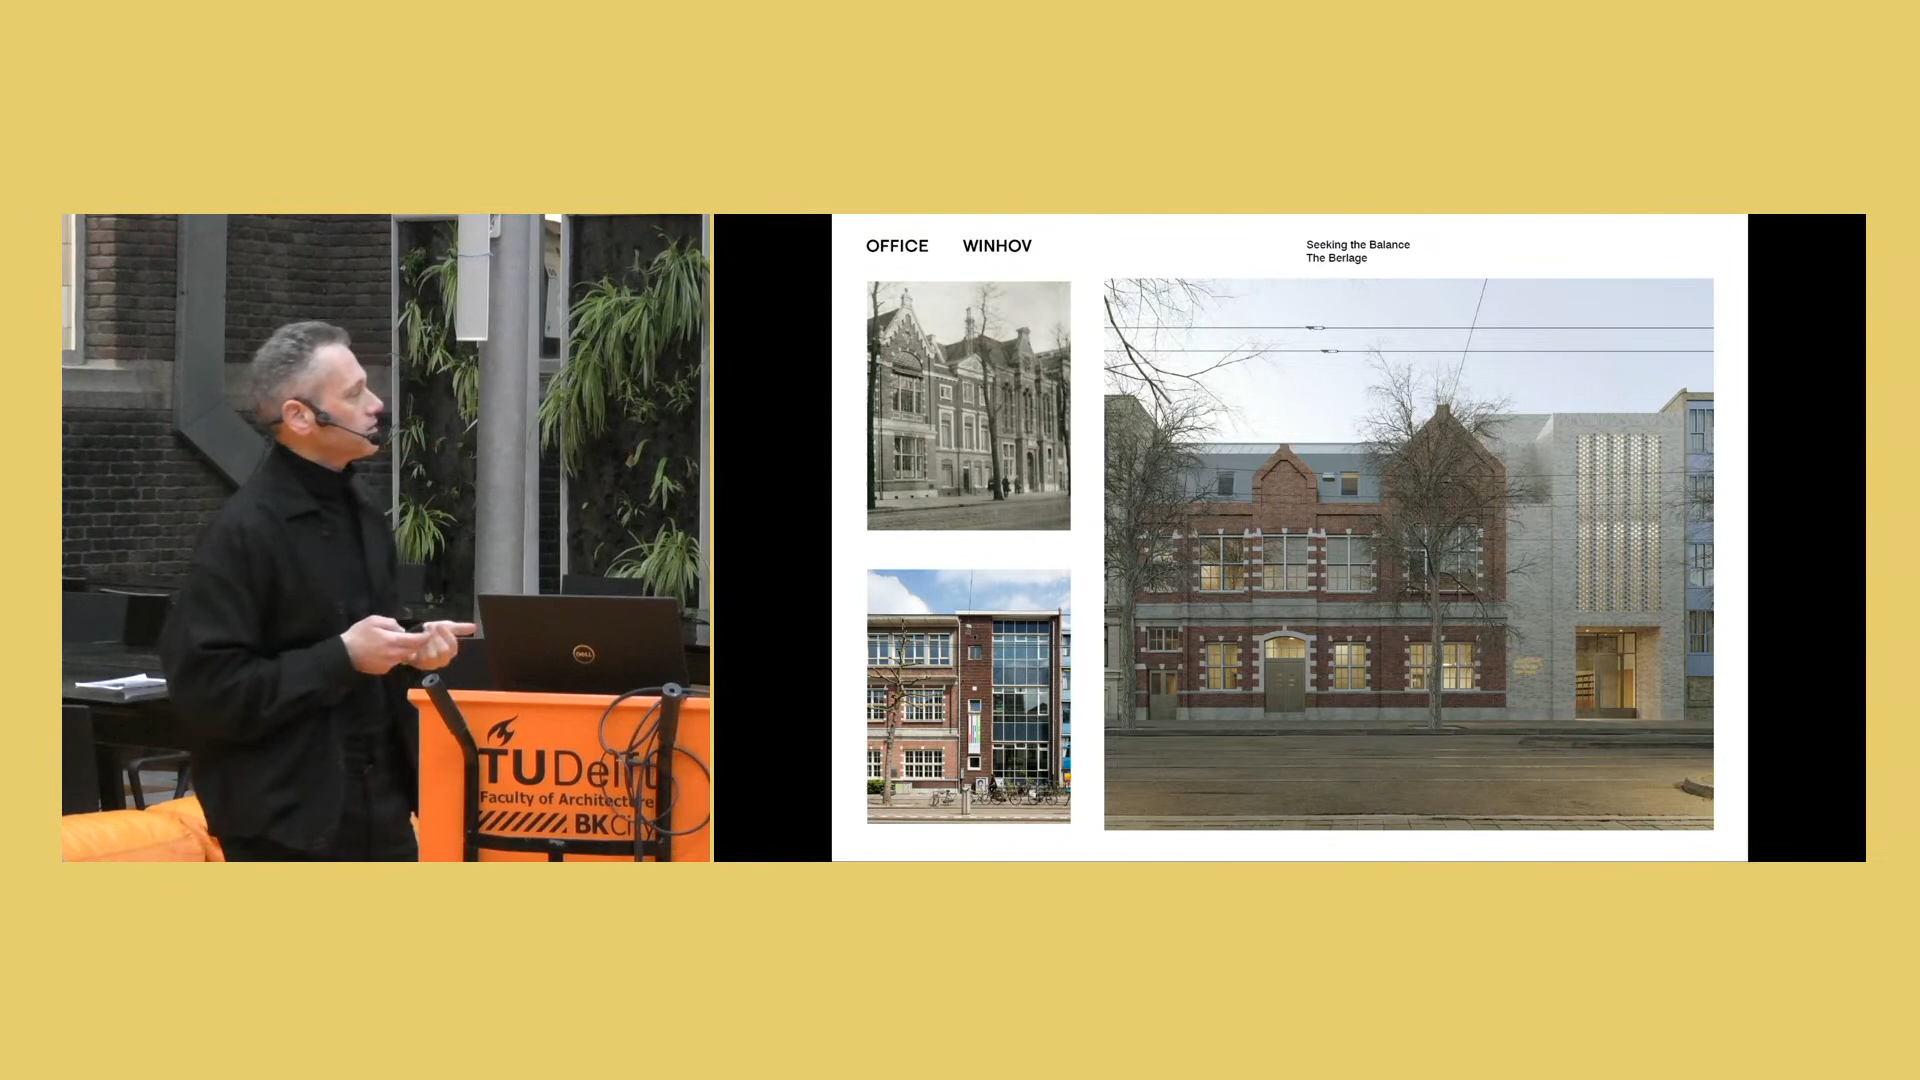 OFFICE WINHOV
Seeking the Balance
The Berlage
DELL
TUDelft
Faculty of Architecture
BKCity